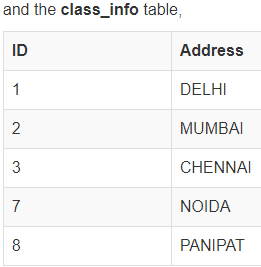 and the class_info table,
ID Address
1 DELHI
2 MUMBAI
3 CHENNAI
7 NOIDA
8 PANIPAT